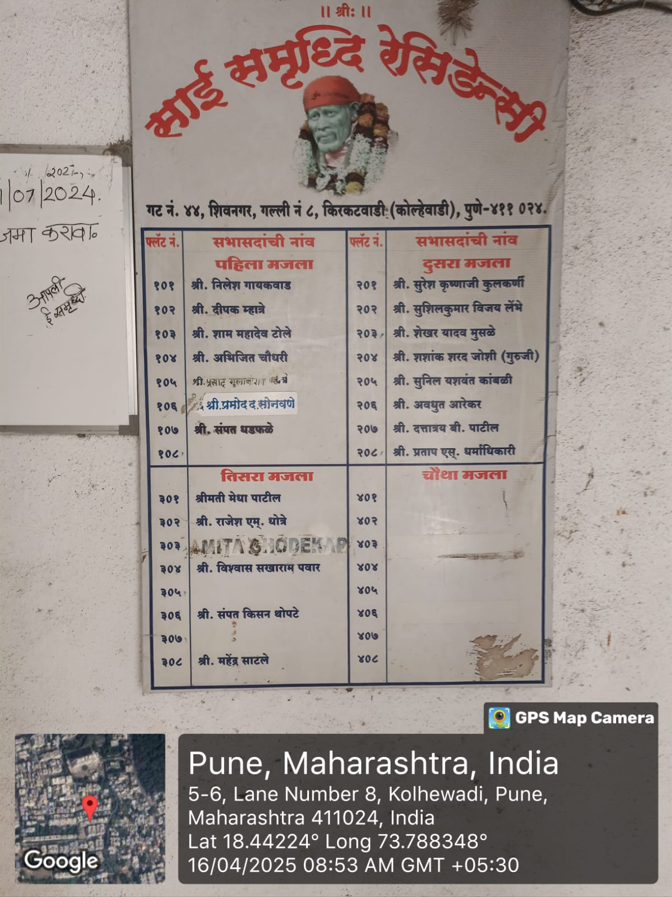 || श्रीः ||
साई समृध्दि रेसिडेन्सी
गट नं. ४४, शिवनगर, गल्ली नं ८, किरकटवाडी (कोल्हेवाडी), पुणे-४११ ०२४.
फ्लॅट नं. सभासदांची नांव फ्लॅट नं. सभासदांची नांव
पहिला मजला दुसरा मजला
१०१ श्री. निलेश गायकवाड २०१ श्री. सुरेश कृष्णाजी कुलकर्णी
१०२ श्री. दीपक म्हात्रे २०२ श्री. सुशिलकुमार विजय लेंभे
१०३ श्री. शाम महादेव टोले २०३ श्री. शेखर यादव मुसळे
१०४ श्री. अभिजित चौधरी २०४ श्री. शशांक शरद जोशी (गुरुजी)
१०५ श्री. प्रसाद २०५ श्री. सुनिल यशवंत कांबळी
१०६ श्री.प्रमोद द.सोनवणे २०६ श्री. अवधुत आरेकर
१०७ श्री. संपत धडफळे २०७ श्री. दत्तात्रय बी. पाटील
१०८ २०८ श्री. प्रताप एस्. धर्माधिकारी
तिसरा मजला चौथा मजला
३०१ श्रीमती मेधा पाटील ४०१
३०२ श्री. राजेश एम्. धोत्रे ४०२
३०३ AMITA GHODEKAR ४०३
३०४ श्री. विश्वास सखाराम पवार ४०४
३०५ ४०५
३०६ श्री. संपत किसन थोपटे ४०६
३०७ ४०७
३०८ श्री. महेंद्र साटले ४०८
/07/2024.
जमा करावा.
आपली
GPS Map Camera
Pune, Maharashtra, India
5-6, Lane Number 8, Kolhewadi, Pune,
Maharashtra 411024, India
Lat 18.44224° Long 73.788348°
16/04/2025 08:53 AM GMT +05:30
Google